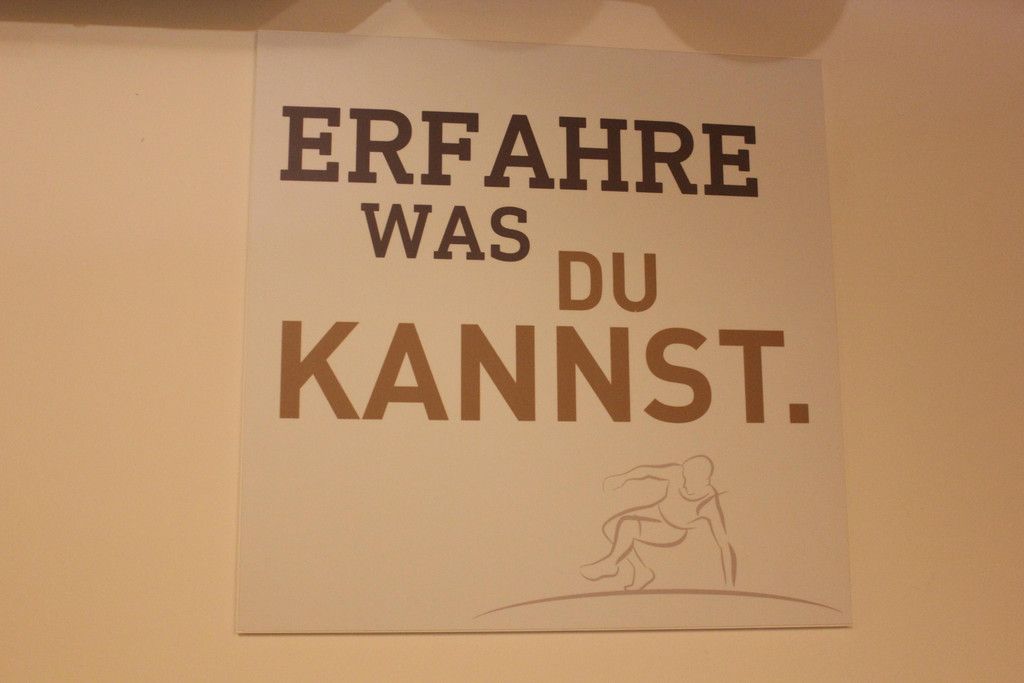 ERFAHRE
WAS
DU
KANNST.